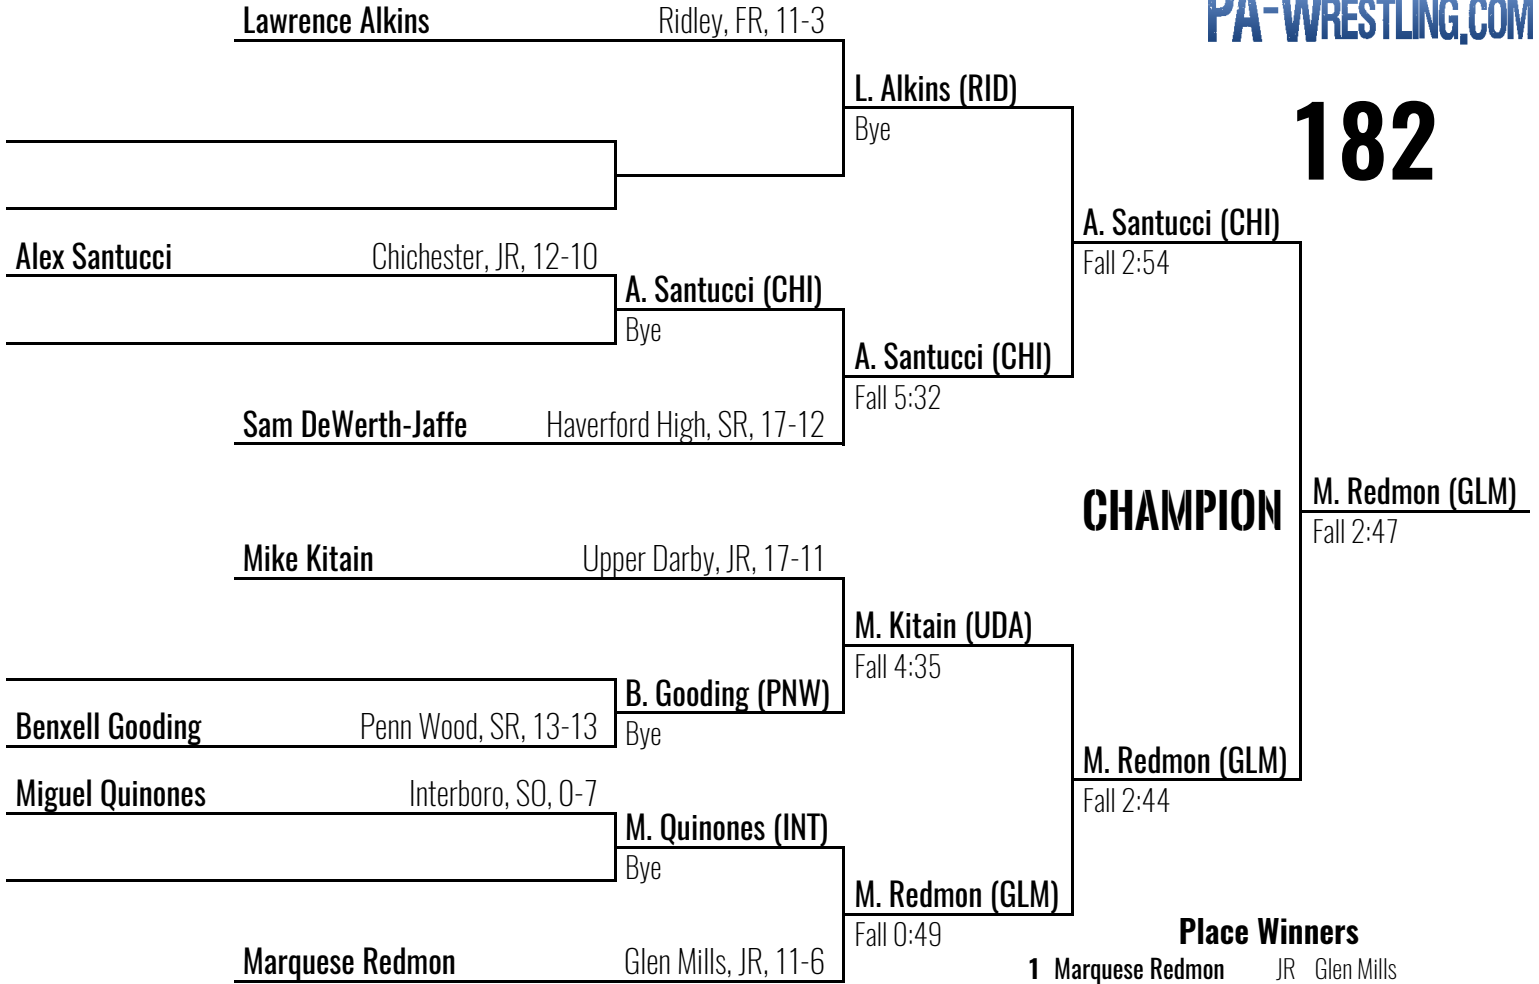 PA-WRESTLING.COM
182
Lawrence Alkins Ridley, FR, 11-3
L. Alkins (RID)
Bye
A. Santucci (CHI)
Fall 2:54
Alex Santucci Chichester, JR, 12-10
A. Santucci (CHI)
Bye
A. Santucci (CHI)
Fall 5:32
Sam DeWerth-Jaffe Haverford High, SR, 17-12
CHAMPION
M. Redmon (GLM)
Fall 2:47
Mike Kitain Upper Darby, JR, 17-11
M. Kitain (UDA)
Fall 4:35
B. Gooding (PNW)
Bye
Benxell Gooding Penn Wood, SR, 13-13
M. Redmon (GLM)
Fall 2:44
Miguel Quinones Interboro, SO, 0-7
M. Quinones (INT)
Bye
M. Redmon (GLM)
Fall 0:49
Marquese Redmon Glen Mills, JR, 11-6
Place Winners
1 Marquese Redmon JR Glen Mills